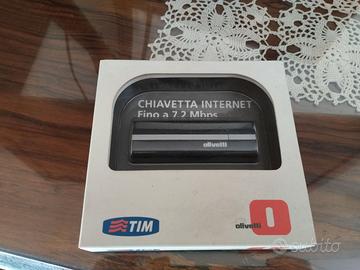 CHIAVETTA INTERNET
Fino a 7.2 Mbps
olivetti
TIM
olivetti
subito